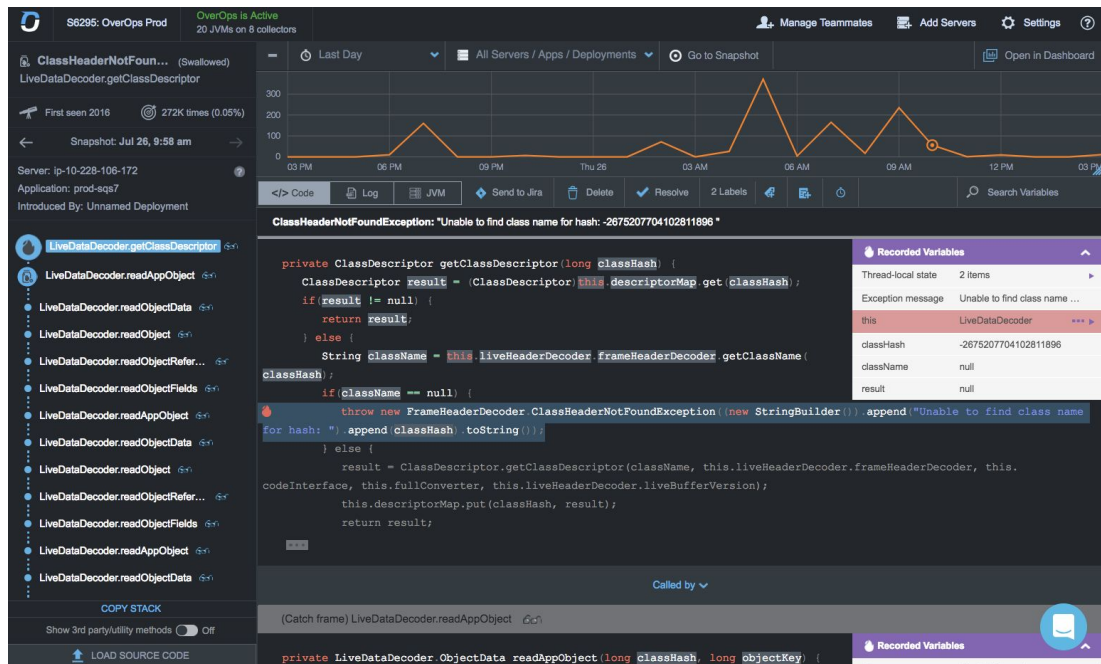 S6295: OverOps Prod
OverOps is Active
20 JVMs on 8 collectors
Manage Teammates
Add Servers
Settings
?
ClassHeaderNotFoun... (Swallowed)
LiveDataDecoder.getClassDescriptor
First seen 2016
272K times (0.05%)
Snapshot: Jul 26, 9:58 am
Server: ip-10-228-106-172
?
Application: prod-sqs7
Introduced By: Unnamed Deployment
LiveDataDecoder.getClassDescriptor
LiveDataDecoder.readAppObject
LiveDataDecoder.readObjectData
LiveDataDecoder.readObject
LiveDataDecoder.readObjectRefer...
LiveDataDecoder.readObjectFields
LiveDataDecoder.readAppObject
LiveDataDecoder.readObjectData
LiveDataDecoder.readObject
LiveDataDecoder.readObjectRefer...
LiveDataDecoder.readObjectFields
LiveDataDecoder.readAppObject
LiveDataDecoder.readObjectData
COPY STACK
Show 3rd party/utility methods Off
LOAD SOURCE CODE
Last Day
All Servers / Apps / Deployments
Go to Snapshot
Open in Dashboard
300
200
100
0
03 PM 06 PM 09 PM Thu 26 03 AM 06 AM 09 AM 12 PM 03 PM
</> Code
Log
JVM
Send to Jira
Delete
Resolve
2 Labels
Search Variables
ClassHeaderNotFoundException: "Unable to find class name for hash: -2675207704102811896 "
private ClassDescriptor getClassDescriptor(long classHash) {
ClassDescriptor result = (ClassDescriptor)this.descriptorMap.get(classHash);
if(result != null) {
return result;
} else {
String className = this.liveHeaderDecoder.frameHeaderDecoder.getClassName(
classHash);
if(className == null) {
throw new FrameHeaderDecoder.ClassHeaderNotFoundException((new StringBuilder()).append("Unable to find class name
for hash: ").append(classHash).toString());
} else {
result = ClassDescriptor.getClassDescriptor(className, this.liveHeaderDecoder.frameHeaderDecoder, this.
codeInterface, this.fullConverter, this.liveHeaderDecoder.liveBufferVersion);
this.descriptorMap.put(classHash, result);
return result;
Recorded Variables
Thread-local state 2 items
Exception message Unable to find class name ...
this LiveDataDecoder
classHash -2675207704102811896
className null
result null
Called by
(Catch frame) LiveDataDecoder.readAppObject
private LiveDataDecoder.ObjectData readAppObject(long classHash, long objectKey) {
Recorded Variables